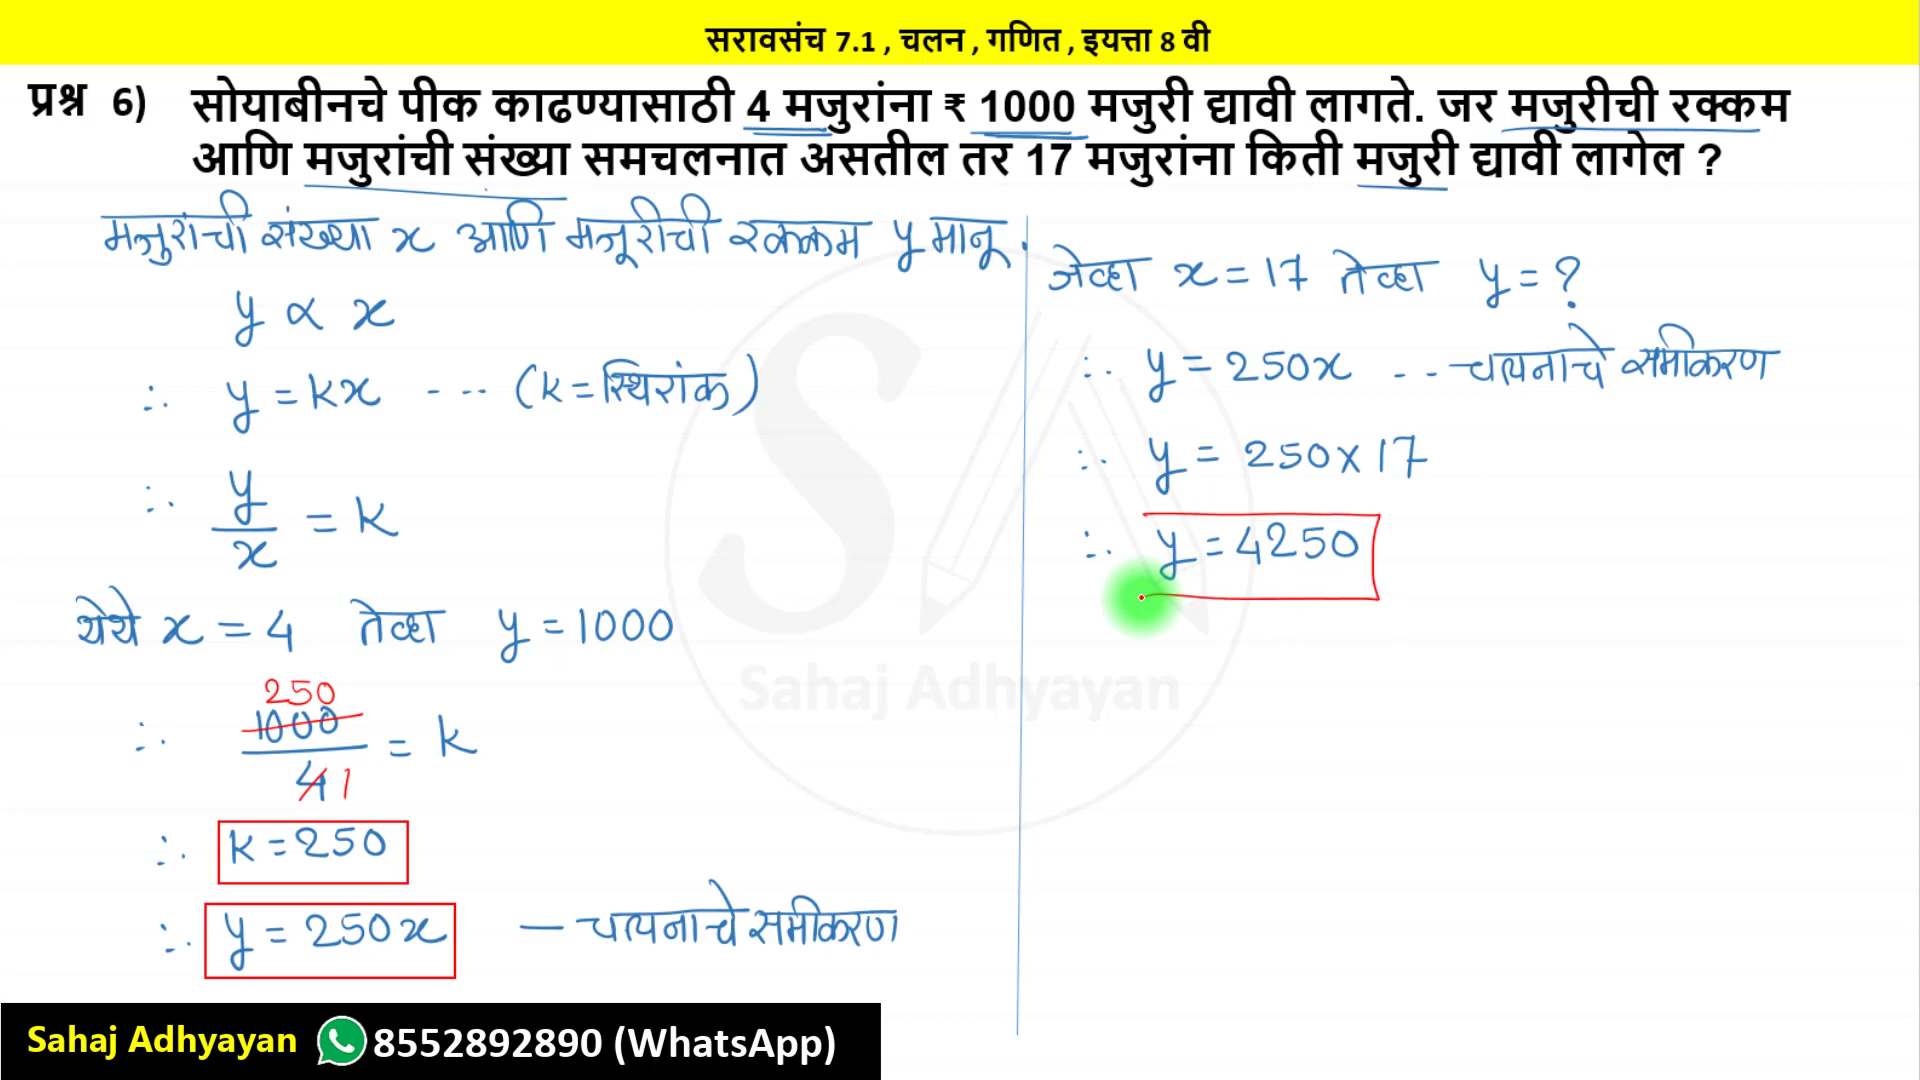 सरावसंच 7.1 , चलन , गणित , इयत्ता 8 वी
प्रश्न 6) सोयाबीनचे पीक काढण्यासाठी 4 मजुरांना ₹ 1000 मजुरी द्यावी लागते. जर मजुरीची रक्कम
आणि मजुरांची संख्या समचलनात असतील तर 17 मजुरांना किती मजुरी द्यावी लागेल ?
मजुरांची संख्या x आणि मजूरीची रक्कम y मानू.
y ∝ x
∴ y = kx ---- (k = स्थिरांक)
∴ y/x = k
येथे x = 4 तेव्हा y = 1000
250
∴ 1000/4 1 = k
∴ k = 250
∴ y = 250x — चलनाचे समीकरण
जेव्हा x = 17 तेव्हा y = ?
∴ y = 250x -- चलनाचे समीकरण
∴ y = 250 x 17
∴ y = 4250
Sahaj Adhyayan
Sahaj Adhyayan 8552892890 (WhatsApp)